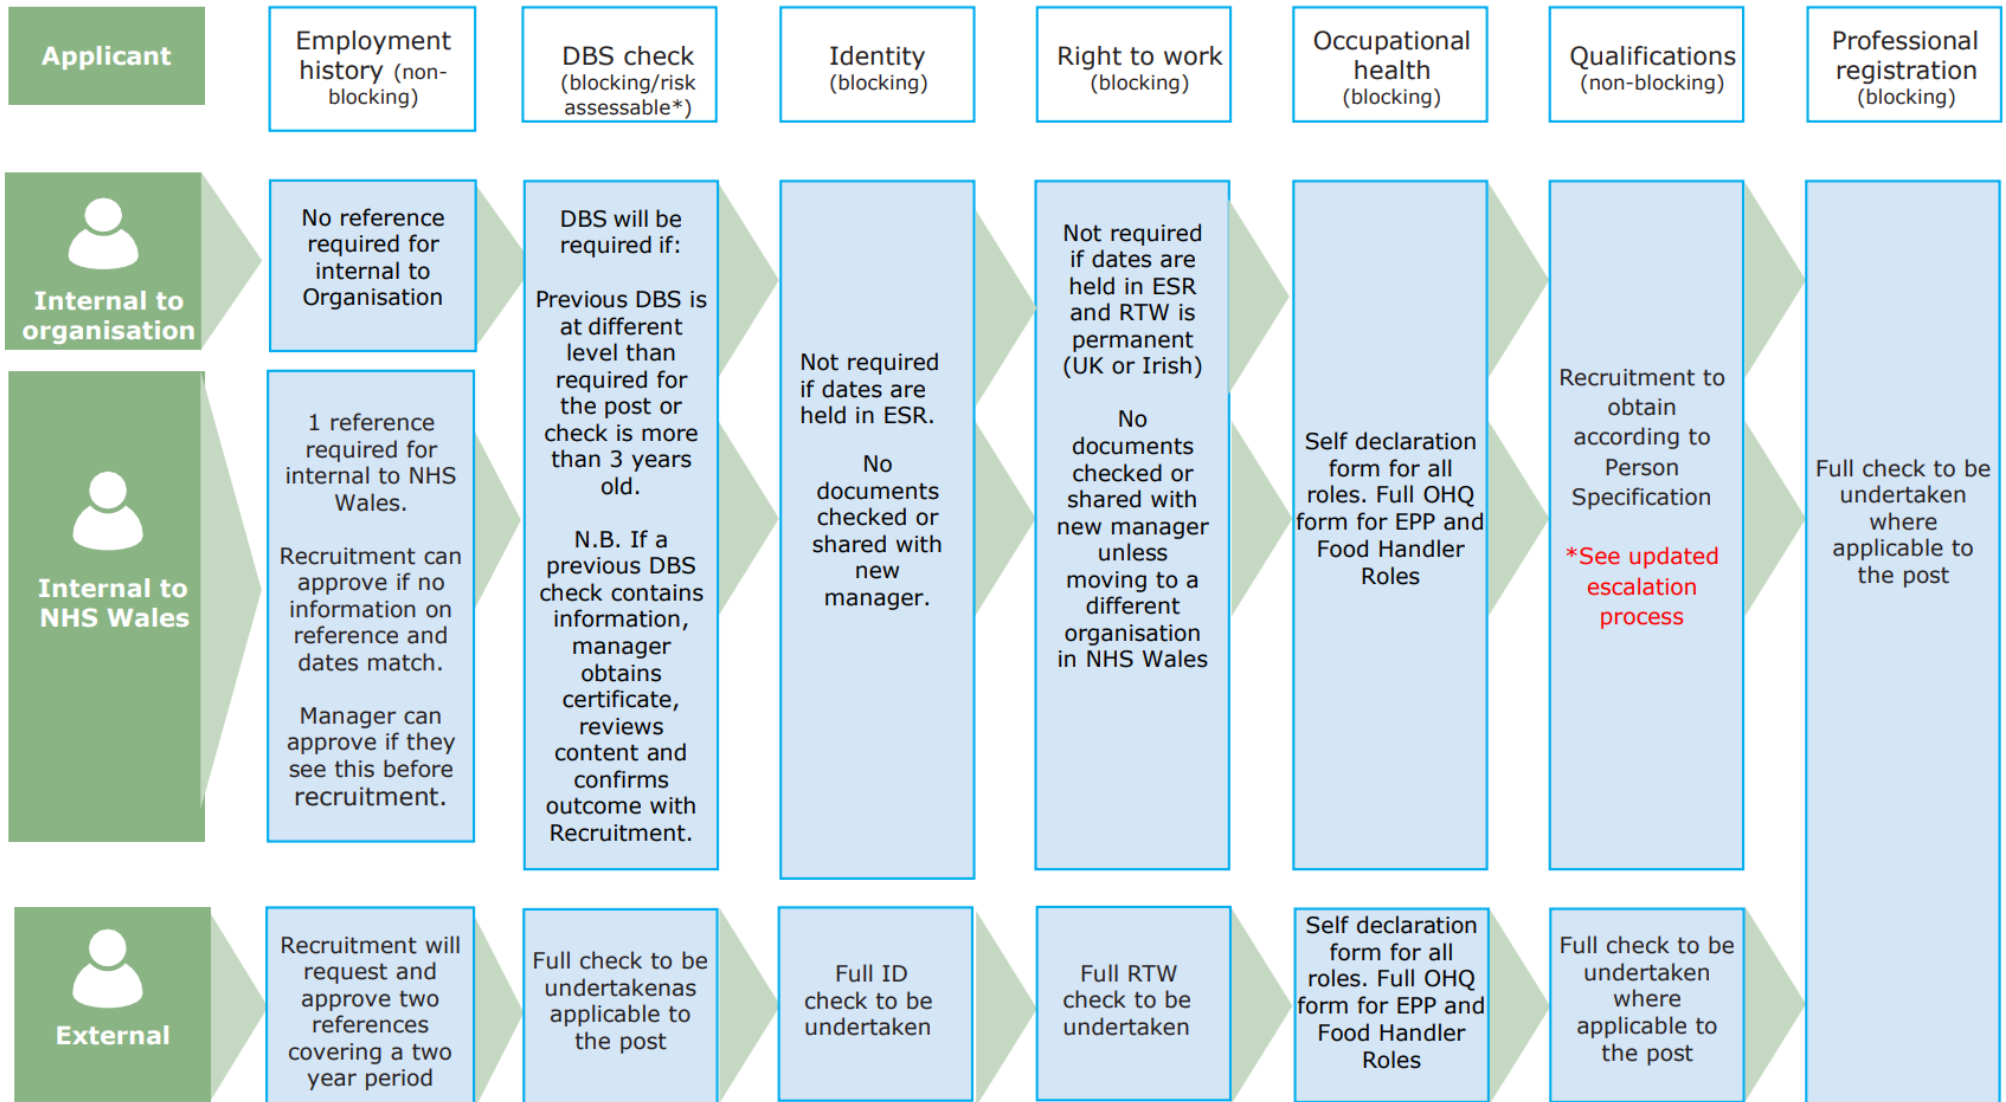 Applicant
Employment
history (non-
blocking)
DBS check
(blocking/risk
assessable*)
Identity
(blocking)
Right to work
(blocking)
Occupational
health
(blocking)
Qualifications
(non-blocking)
Professional
registration
(blocking)
Internal to
organisation
No reference
required for
internal to
Organisation
DBS will be
required if:
Previous DBS is
at different
level than
required for
the post or
check is more
than 3 years
old.
N.B. If a
previous DBS
check contains
information,
manager
obtains
certificate,
reviews
content and
confirms
outcome with
Recruitment.
Not required
if dates are
held in ESR.
No
documents
checked or
shared with
new
manager.
Not required
if dates are
held in ESR
and RTW is
permanent
(UK or Irish)
No
documents
checked or
shared with
new manager
unless
moving to a
different
organisation
in NHS Wales
Self declaration
form for all
roles. Full OHQ
form for EPP and
Food Handler
Roles
Recruitment to
obtain
according to
Person
Specification
*See updated
escalation
process
Full check to be
undertaken
where
applicable to
the post
Internal to
NHS Wales
1 reference
required for
internal to NHS
Wales.
Recruitment can
approve if no
information on
reference and
dates match.
Manager can
approve if they
see this before
recruitment.
External
Recruitment will
request and
approve two
references
covering a two
year period
Full check to be
undertakenas
applicable to
the post
Full ID
check to be
undertaken
Full RTW
check to be
undertaken
Self declaration
form for all
roles. Full OHQ
form for EPP and
Food Handler
Roles
Full check to be
undertaken
where
applicable to
the post